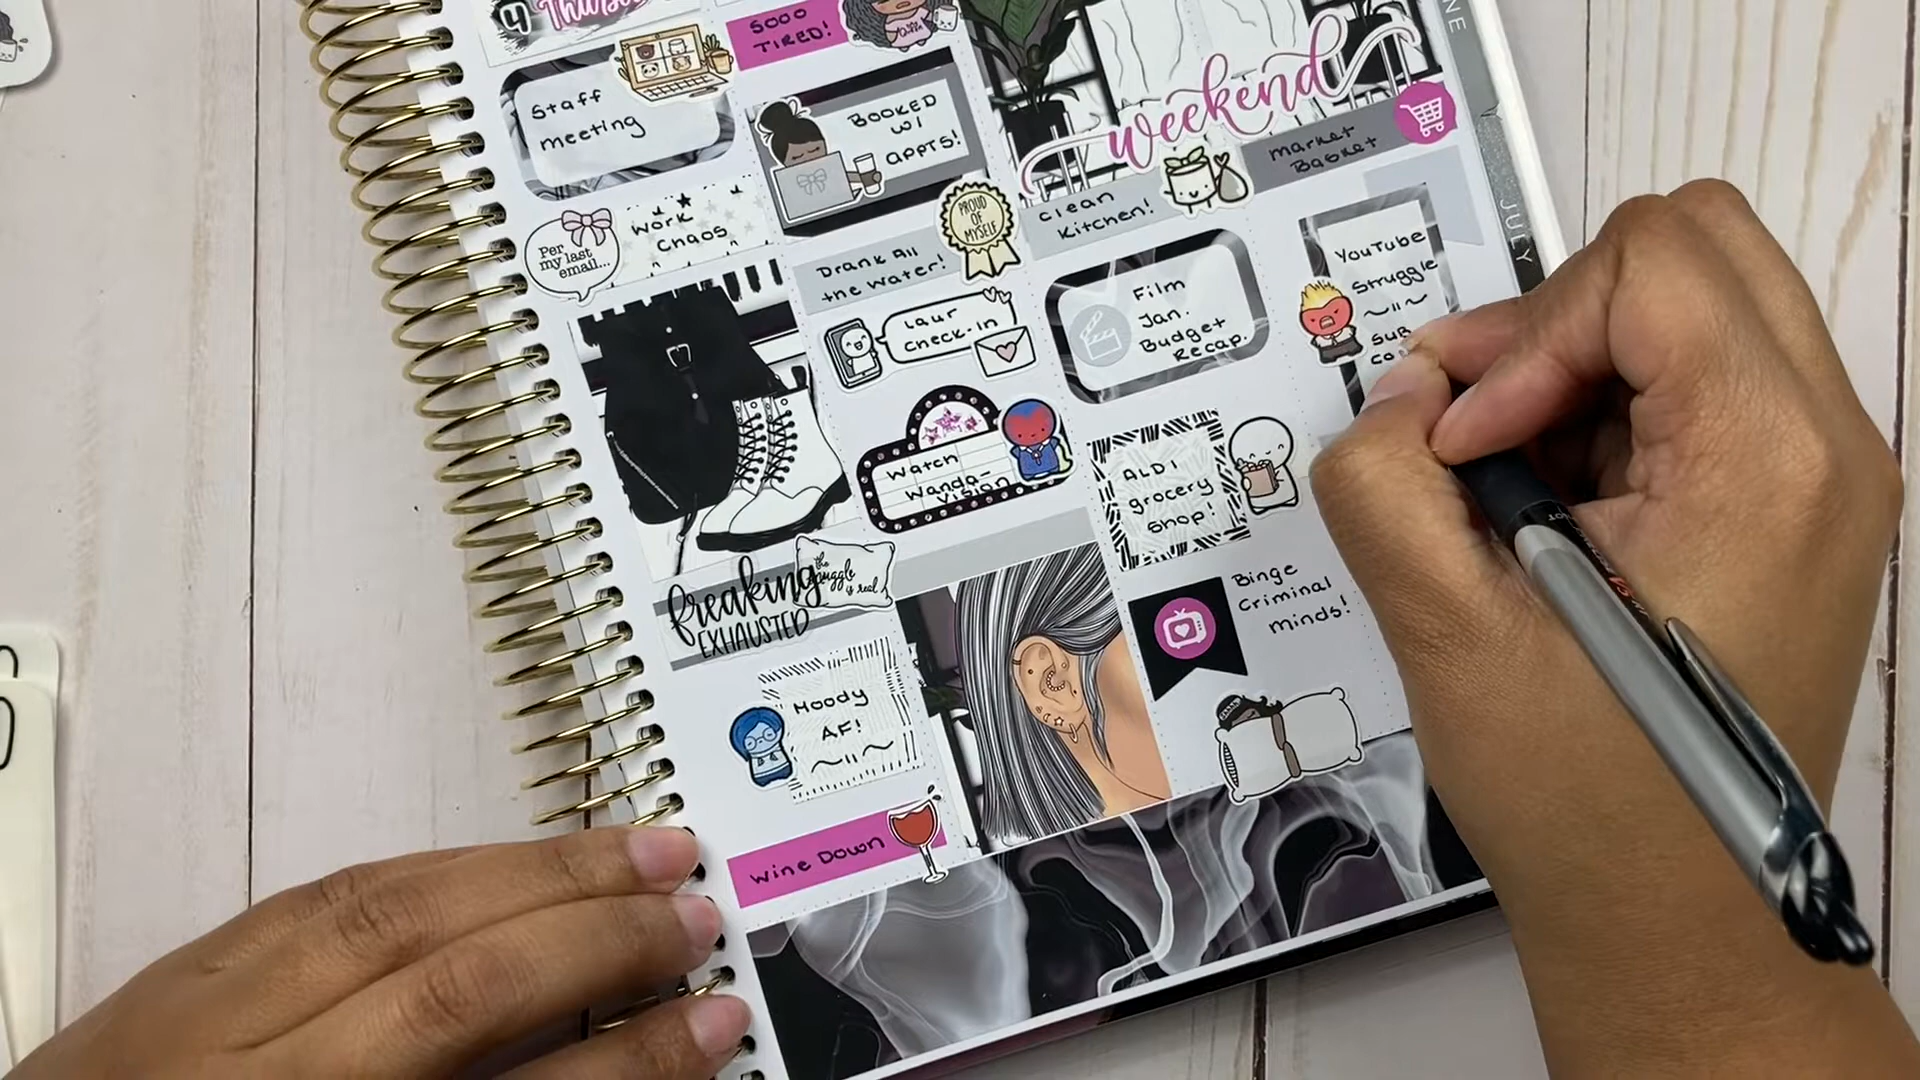 4
SOOO
TIRED!
Staff
meeting
BOOKED
w/
APPTS!
weekend
market
Basket
Per
my last
email...
work
chaos
PROUD
OF
MYSELF
clean
kitchen!
Drank all
the water!
Laur
check-in
Film
Jan.
Budget
Recap.
YouTube
struggle
JULY
Watch
Wanda-
Vision
ALDI
grocery
shop!
freaking
EXHAUSTED
the
struggle
is real
Binge
Criminal
minds!
Moody
AF!
Wine Down